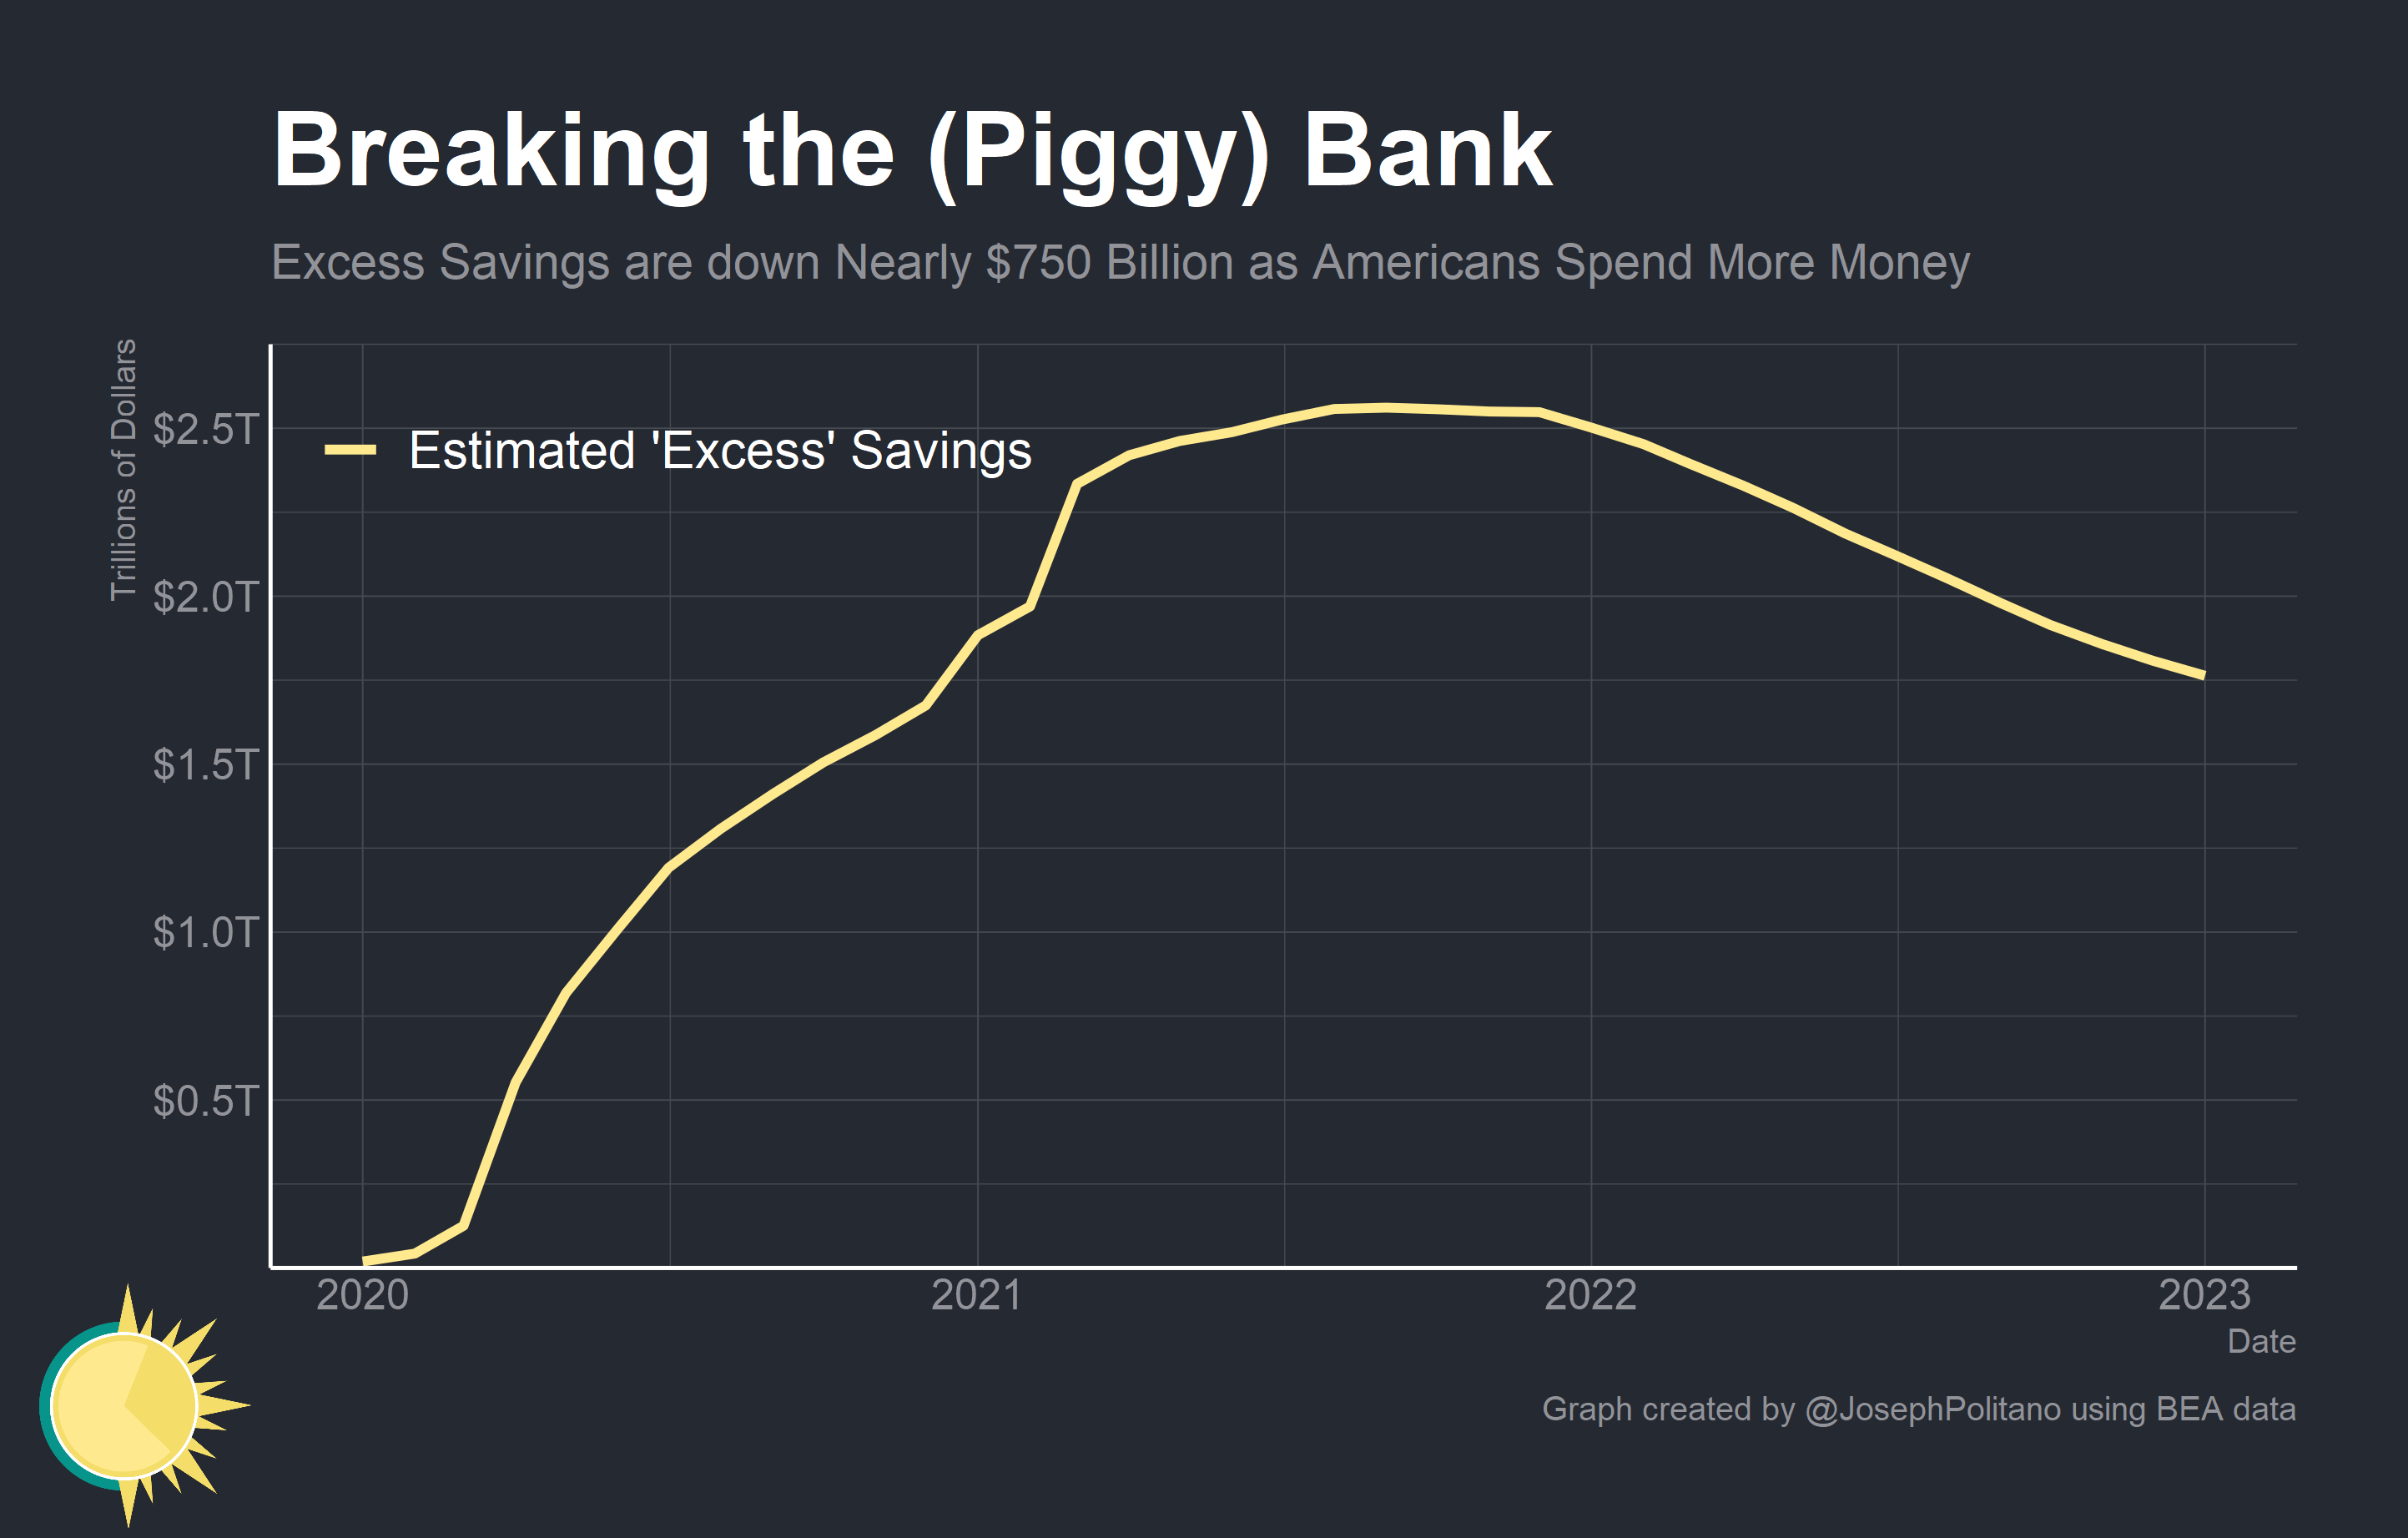 Breaking the (Piggy) Bank
Excess Savings are down Nearly $750 Billion as Americans Spend More Money
Trillions of Dollars
$2.5T
$2.0T
$1.5T
$1.0T
$0.5T
Estimated 'Excess' Savings
2020
2021
2022
2023
Date
Graph created by @JosephPolitano using BEA data